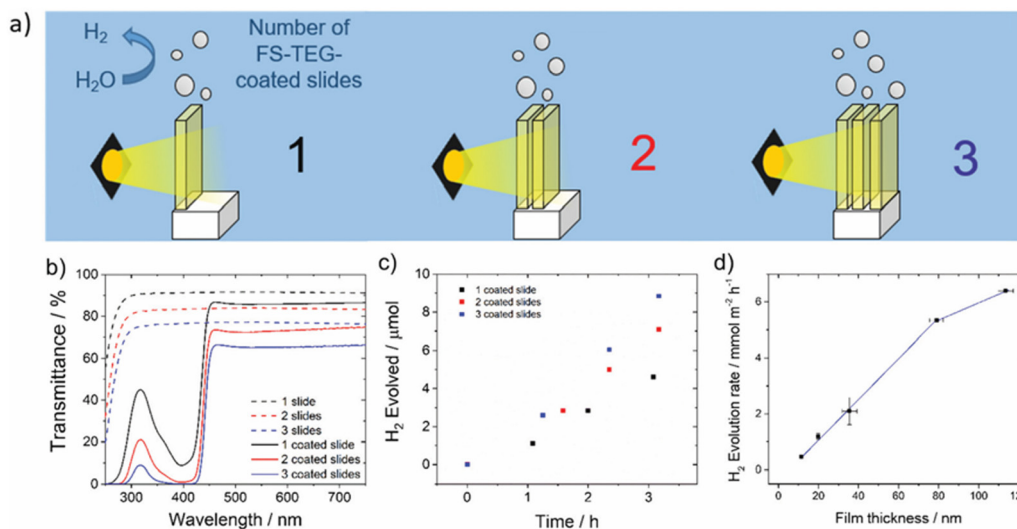 a)
H2
H2O
Number of
FS-TEG-
coated slides
1
2
3
b)
100
80
60
40
20
0
Transmittance / %
1 slide
2 slides
3 slides
1 coated slide
2 coated slides
3 coated slides
300
400
500
600
700
Wavelength / nm
c)
10
8
6
4
2
0
H2 Evolved / μmol
1 coated slide
2 coated slides
3 coated slides
0
1
2
3
Time / h
d)
6
4
2
0
H2 Evolution rate / mmol m-2 h-1
20
40
60
80
100
120
Film thickness / nm